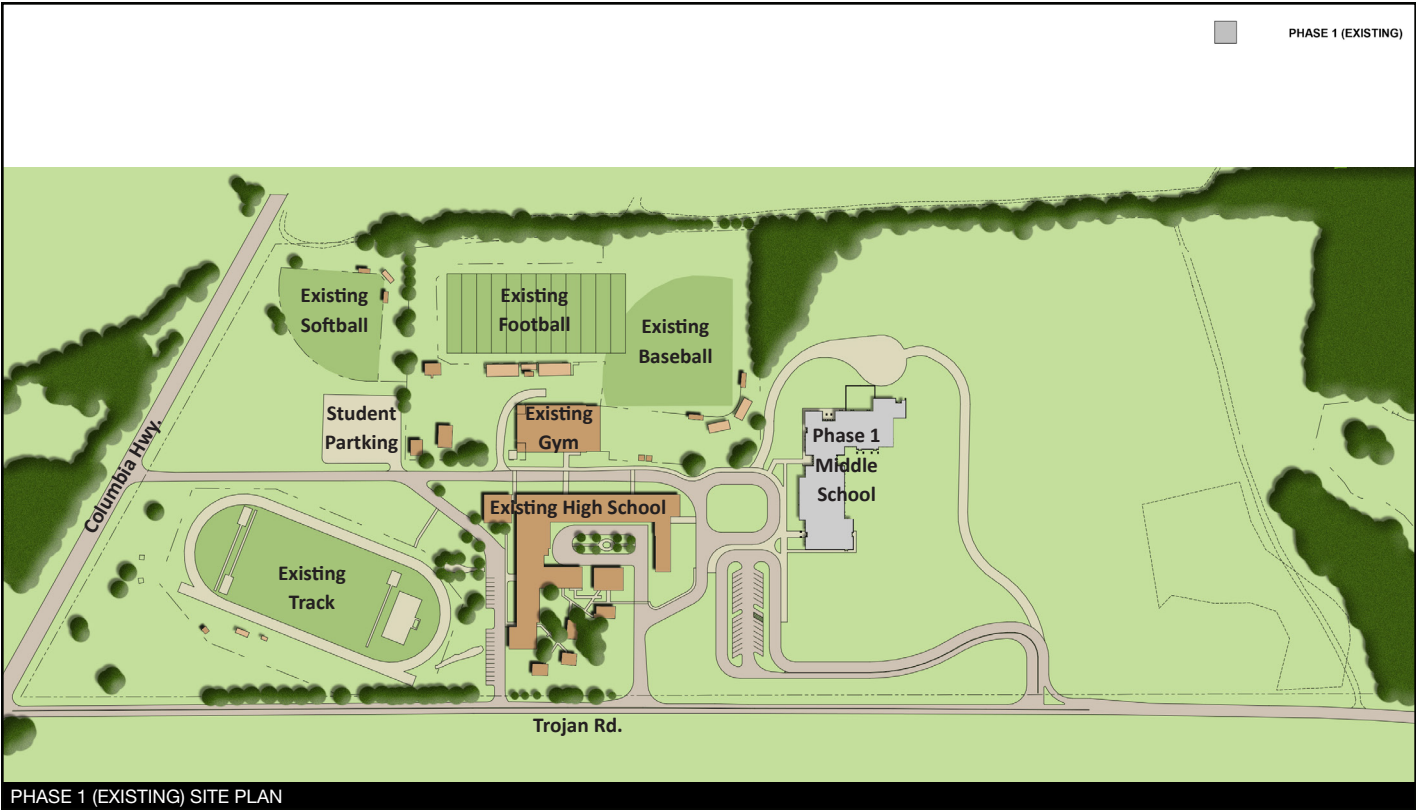 PHASE 1 (EXISTING)
Existing
Softball
Existing
Football
Existing
Baseball
Student
Partking
Existing
Gym
Phase 1
Middle
School
Columbia Hwy.
Existing High School
Existing
Track
Trojan Rd.
PHASE 1 (EXISTING) SITE PLAN